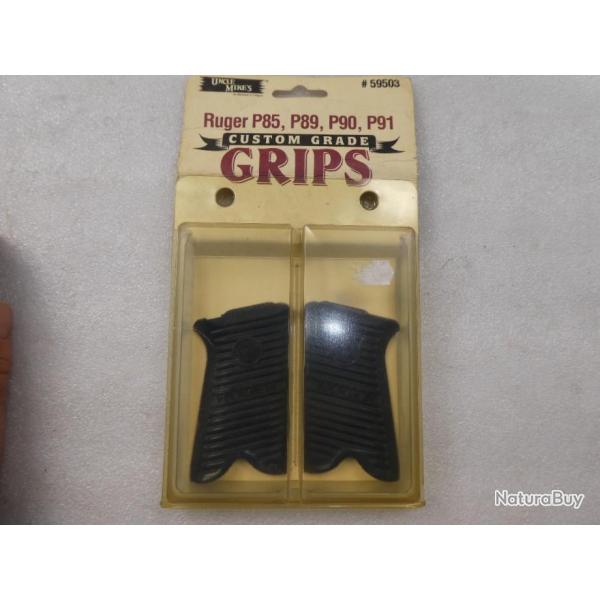 UNCLE
MIKE'S
# 59503
Ruger P85, P89, P90, P91
CUSTOM GRADE
GRIPS
NaturaBuy